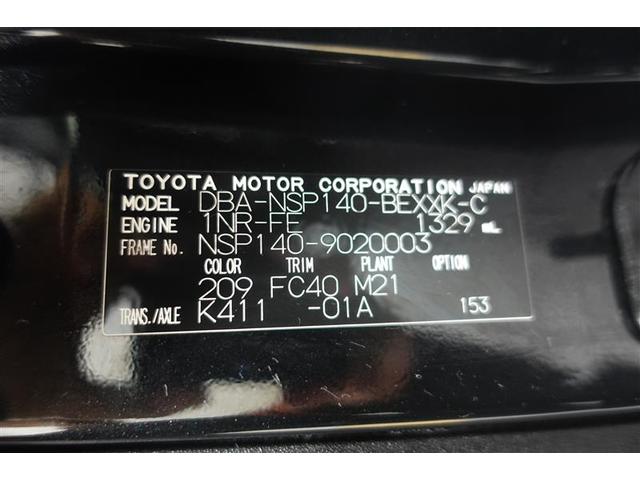 TOYOTA MOTOR CORPORATION JAPAN
MODEL DBA-NSP140-BEXXK-C
ENGINE 1NR-FE 1329 mL
FRAME No. NSP140-9020003
COLOR TRIM PLANT OPTION
209 FC40 M21
TRANS./AXLE K411 -01A 153